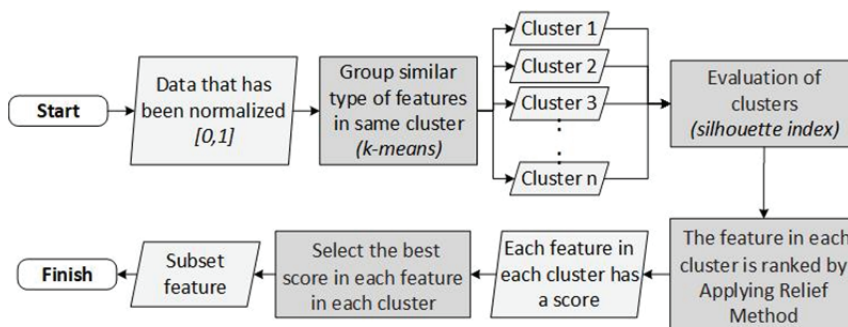 Start
Data that has
been normalized
[0,1]
Group similar
type of features
in same cluster
(k-means)
Cluster 1
Cluster 2
Cluster 3
Cluster n
Evaluation of
clusters
(silhouette index)
The feature in each
cluster is ranked by
Applying Relief
Method
Each feature in
each cluster has
a score
Select the best
score in each feature
in each cluster
Subset
feature
Finish